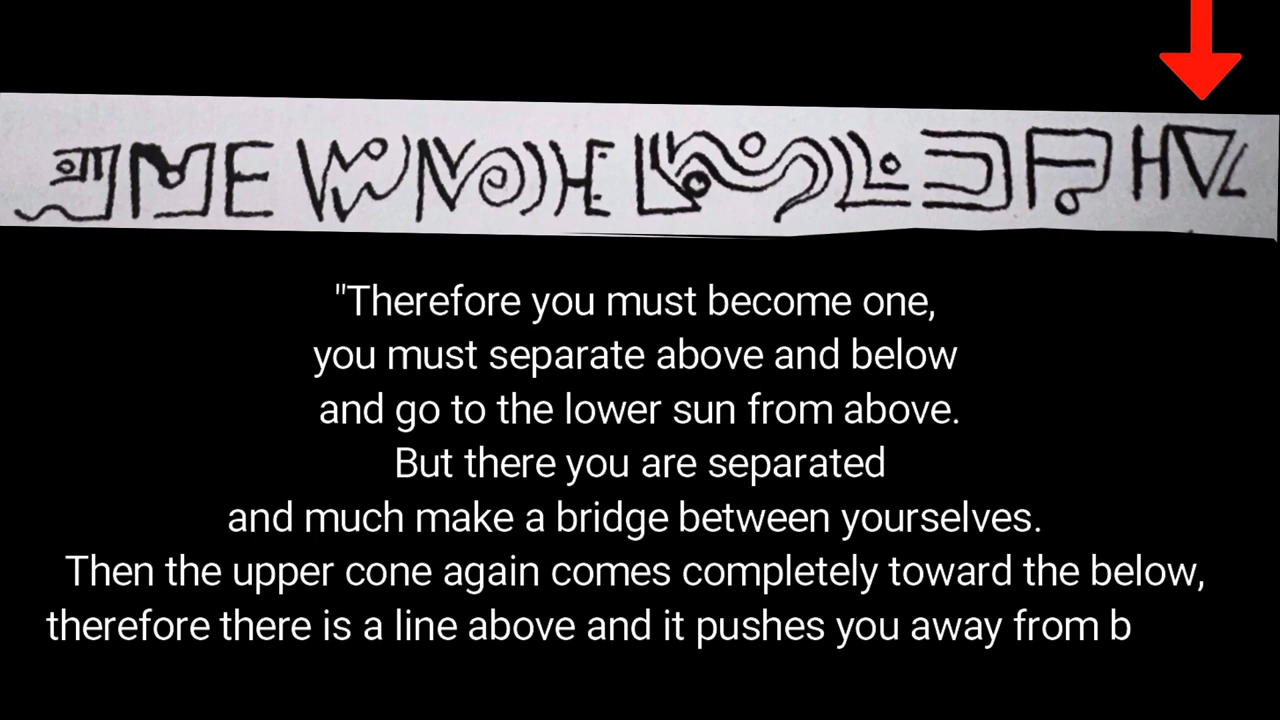 "Therefore you must become one,
you must separate above and below
and go to the lower sun from above.
But there you are separated
and much make a bridge between yourselves.
Then the upper cone again comes completely toward the below,
therefore there is a line above and it pushes you away from b